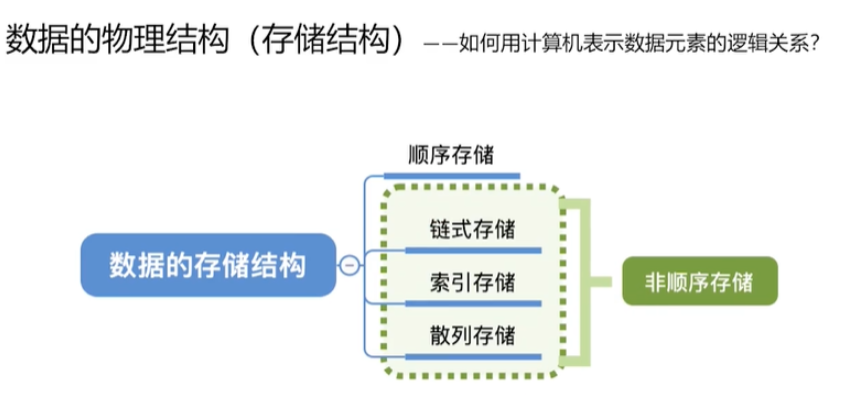 数据的物理结构（存储结构）——如何用计算机表示数据元素的逻辑关系？
顺序存储
链式存储
数据的存储结构
索引存储
非顺序存储
散列存储